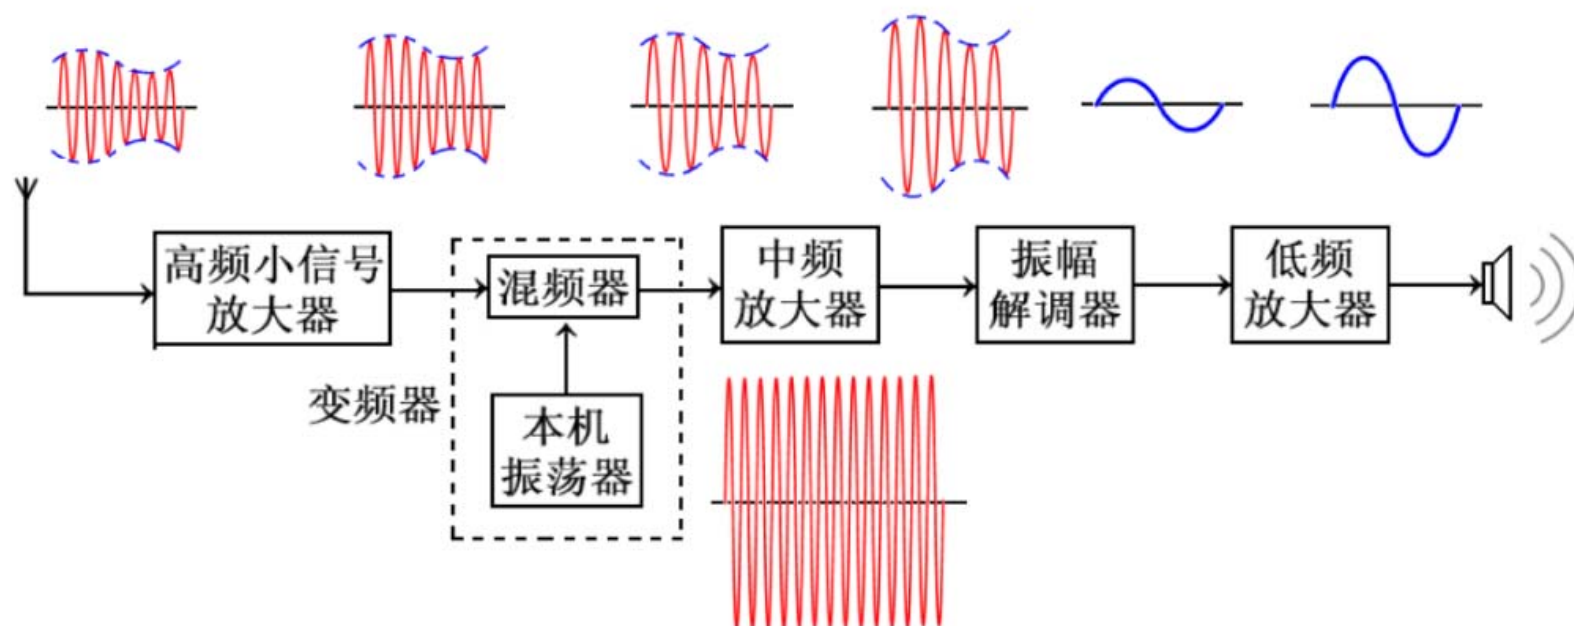 高频小信号
放大器
混频器
中频
放大器
振幅
解调器
低频
放大器
变频器
本机
振荡器